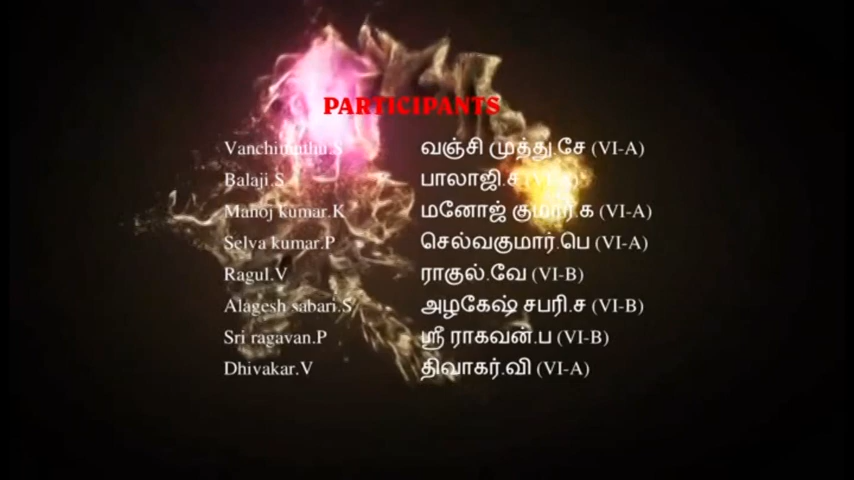 PARTICIPANTS
Vanchimuthu.S வஞ்சி முத்து.சே (VI-A)
Balaji.S பாலாஜி.ச
Manoj kumar.K மனோஜ் குமார்.க (VI-A)
Selva kumar.P செல்வகுமார்.பெ (VI-A)
Ragul.V ராகுல்.வே (VI-B)
Alagesh sabari.S அழகேஷ் சபரி.ச (VI-B)
Sri ragavan.P ஸ்ரீ ராகவன்.ப (VI-B)
Dhivakar.V திவாகர்.வி (VI-A)